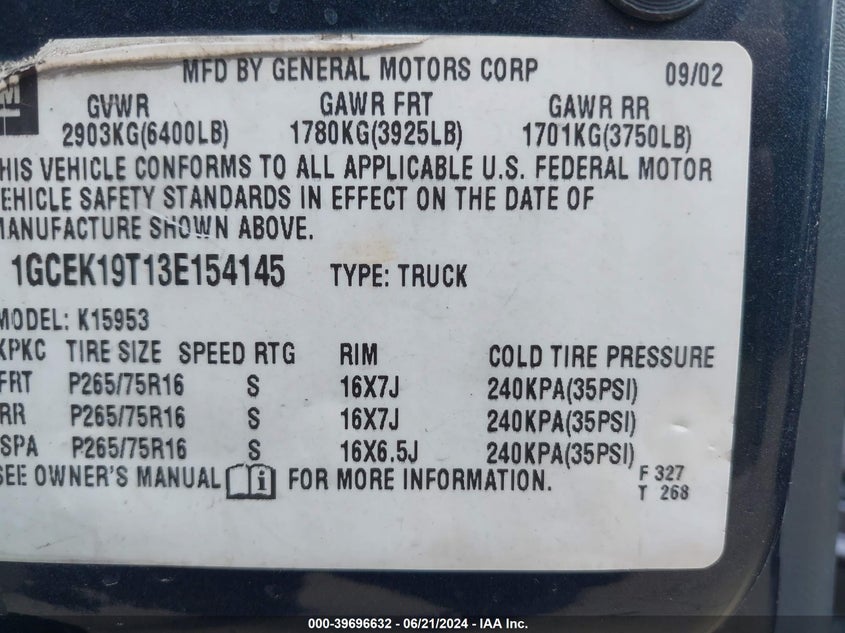 M
MFD BY GENERAL MOTORS CORP 09/02
GVWR GAWR FRT GAWR RR
2903KG(6400LB) 1780KG(3925LB) 1701KG(3750LB)
HIS VEHICLE CONFORMS TO ALL APPLICABLE U.S. FEDERAL MOTOR
EHICLE SAFETY STANDARDS IN EFFECT ON THE DATE OF
MANUFACTURE SHOWN ABOVE.
1GCEK19T13E154145 TYPE: TRUCK
MODEL: K15953
XPKC TIRE SIZE SPEED RTG RIM COLD TIRE PRESSURE
FRT P265/75R16 S 16X7J 240KPA(35PSI)
RR P265/75R16 S 16X7J 240KPA(35PSI)
SPA P265/75R16 S 16X6.5J 240KPA(35PSI)
SEE OWNER'S MANUAL i FOR MORE INFORMATION.
F 327
T 268
000-39696632 / 06/21/2024 - IAA Inc.